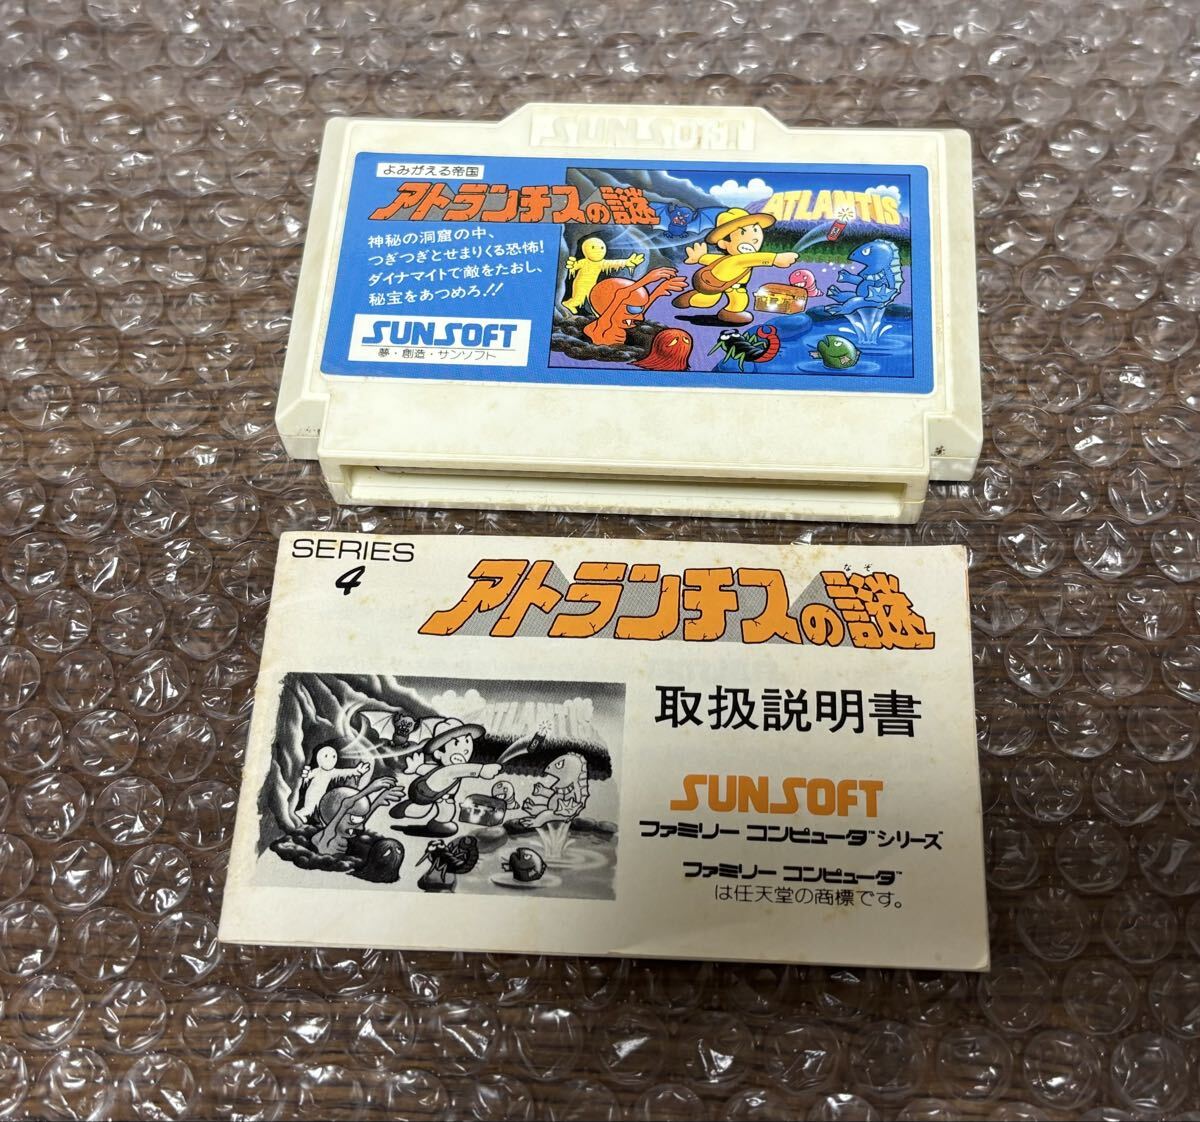 SUNSOFT
よみがえる帝国
アトランチスの謎
神秘の洞窟の中、
つぎつぎとせまりくる恐怖!
ダイナマイトで敵をたおし、
秘宝をあつめろ!!
SUNSOFT
夢・創造・サンソフト
ATLANTIS
SERIES
4
なぞ
アトランチスの謎
取扱説明書
SUNSOFT
ファミリー コンピュータ™シリーズ
ファミリー コンピュータ™
は任天堂の商標です。